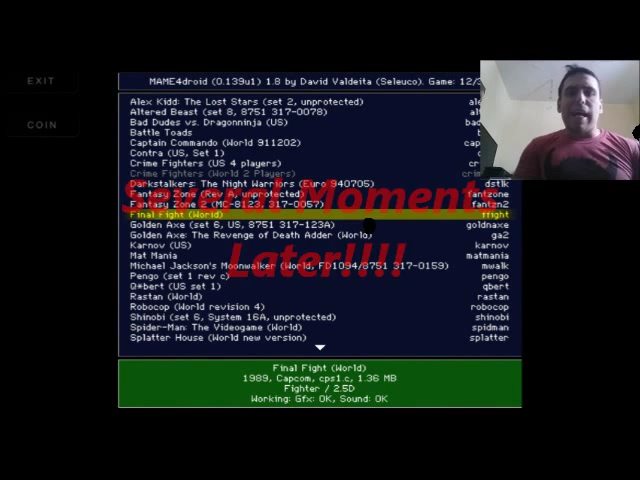 EXIT
COIN
MAME4droid (0.139u1) 1.8 by David Valdeita (Seleuco). Game: 12/3
Alex Kidd: The Lost Stars (set 2, unprotected) ale
Altered Beast (set 8, 8751 317-0078) alt
Bad Dudes vs. Dragonninja (US) b
Battle Toads
Captain Commando (World 911202) cap
Contra (US, Set 1)
Crime Fighters (US 4 players)
Crime Fighters (World 2 Players)
Darkstalkers: The Night Warriors (Euro 940705) dstlk
Fantasy Zone (Rev A, unprotected) fantzone
Fantasy Zone 2 (MC-8123, 317-0057) fantzn2
Final Fight (World) ffight
Golden Axe (set 6, US, 8751 317-123A) goldnaxe
Golden Axe: The Revenge of Death Adder (World) ga2
Karnov (US) karnov
Mat Mania matmania
Michael Jackson's Moonwalker (World, FD1094/8751 317-0159) mwalk
Pengo (set 1 rev c) pengo
Q*bert (US set 1) qbert
Rastan (World) rastan
Robocop (World revision 4) robocop
Shinobi (set 6, System 16A, unprotected) shinobi
Spider-Man: The Videogame (World) spidman
Splatter House (World new version) splatter
Several Moments
Later!!!!
Final Fight (World)
1989, Capcom, cps1.c, 1.36 MB
Fighter / 2.5D
Working: Gfx: OK, Sound: OK